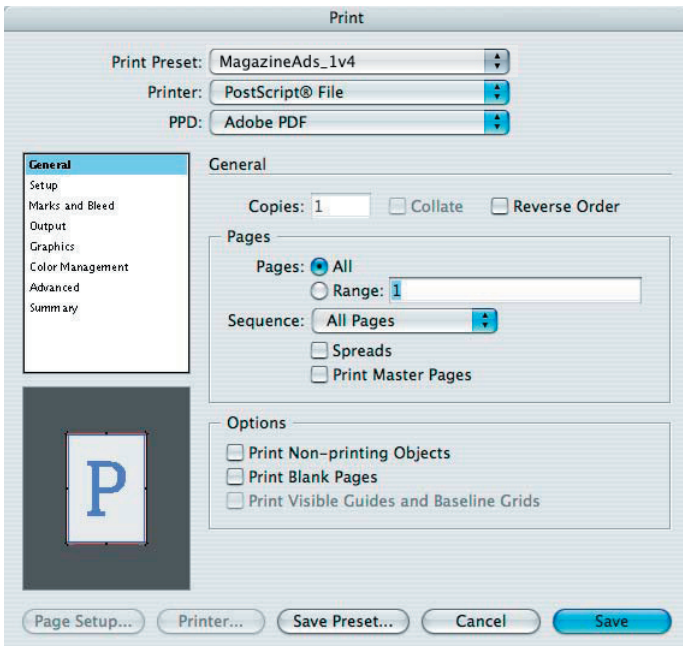 Print
Print Preset: MagazineAds_1v4
Printer: PostScript® File
PPD: Adobe PDF
General
Setup
Marks and Bleed
Output
Graphics
Color Management
Advanced
Summary
General
Copies: 1 Collate Reverse Order
Pages
Pages: All
Range: 1
Sequence: All Pages
Spreads
Print Master Pages
Options
Print Non-printing Objects
Print Blank Pages
Print Visible Guides and Baseline Grids
P
Page Setup... Printer... Save Preset... Cancel Save